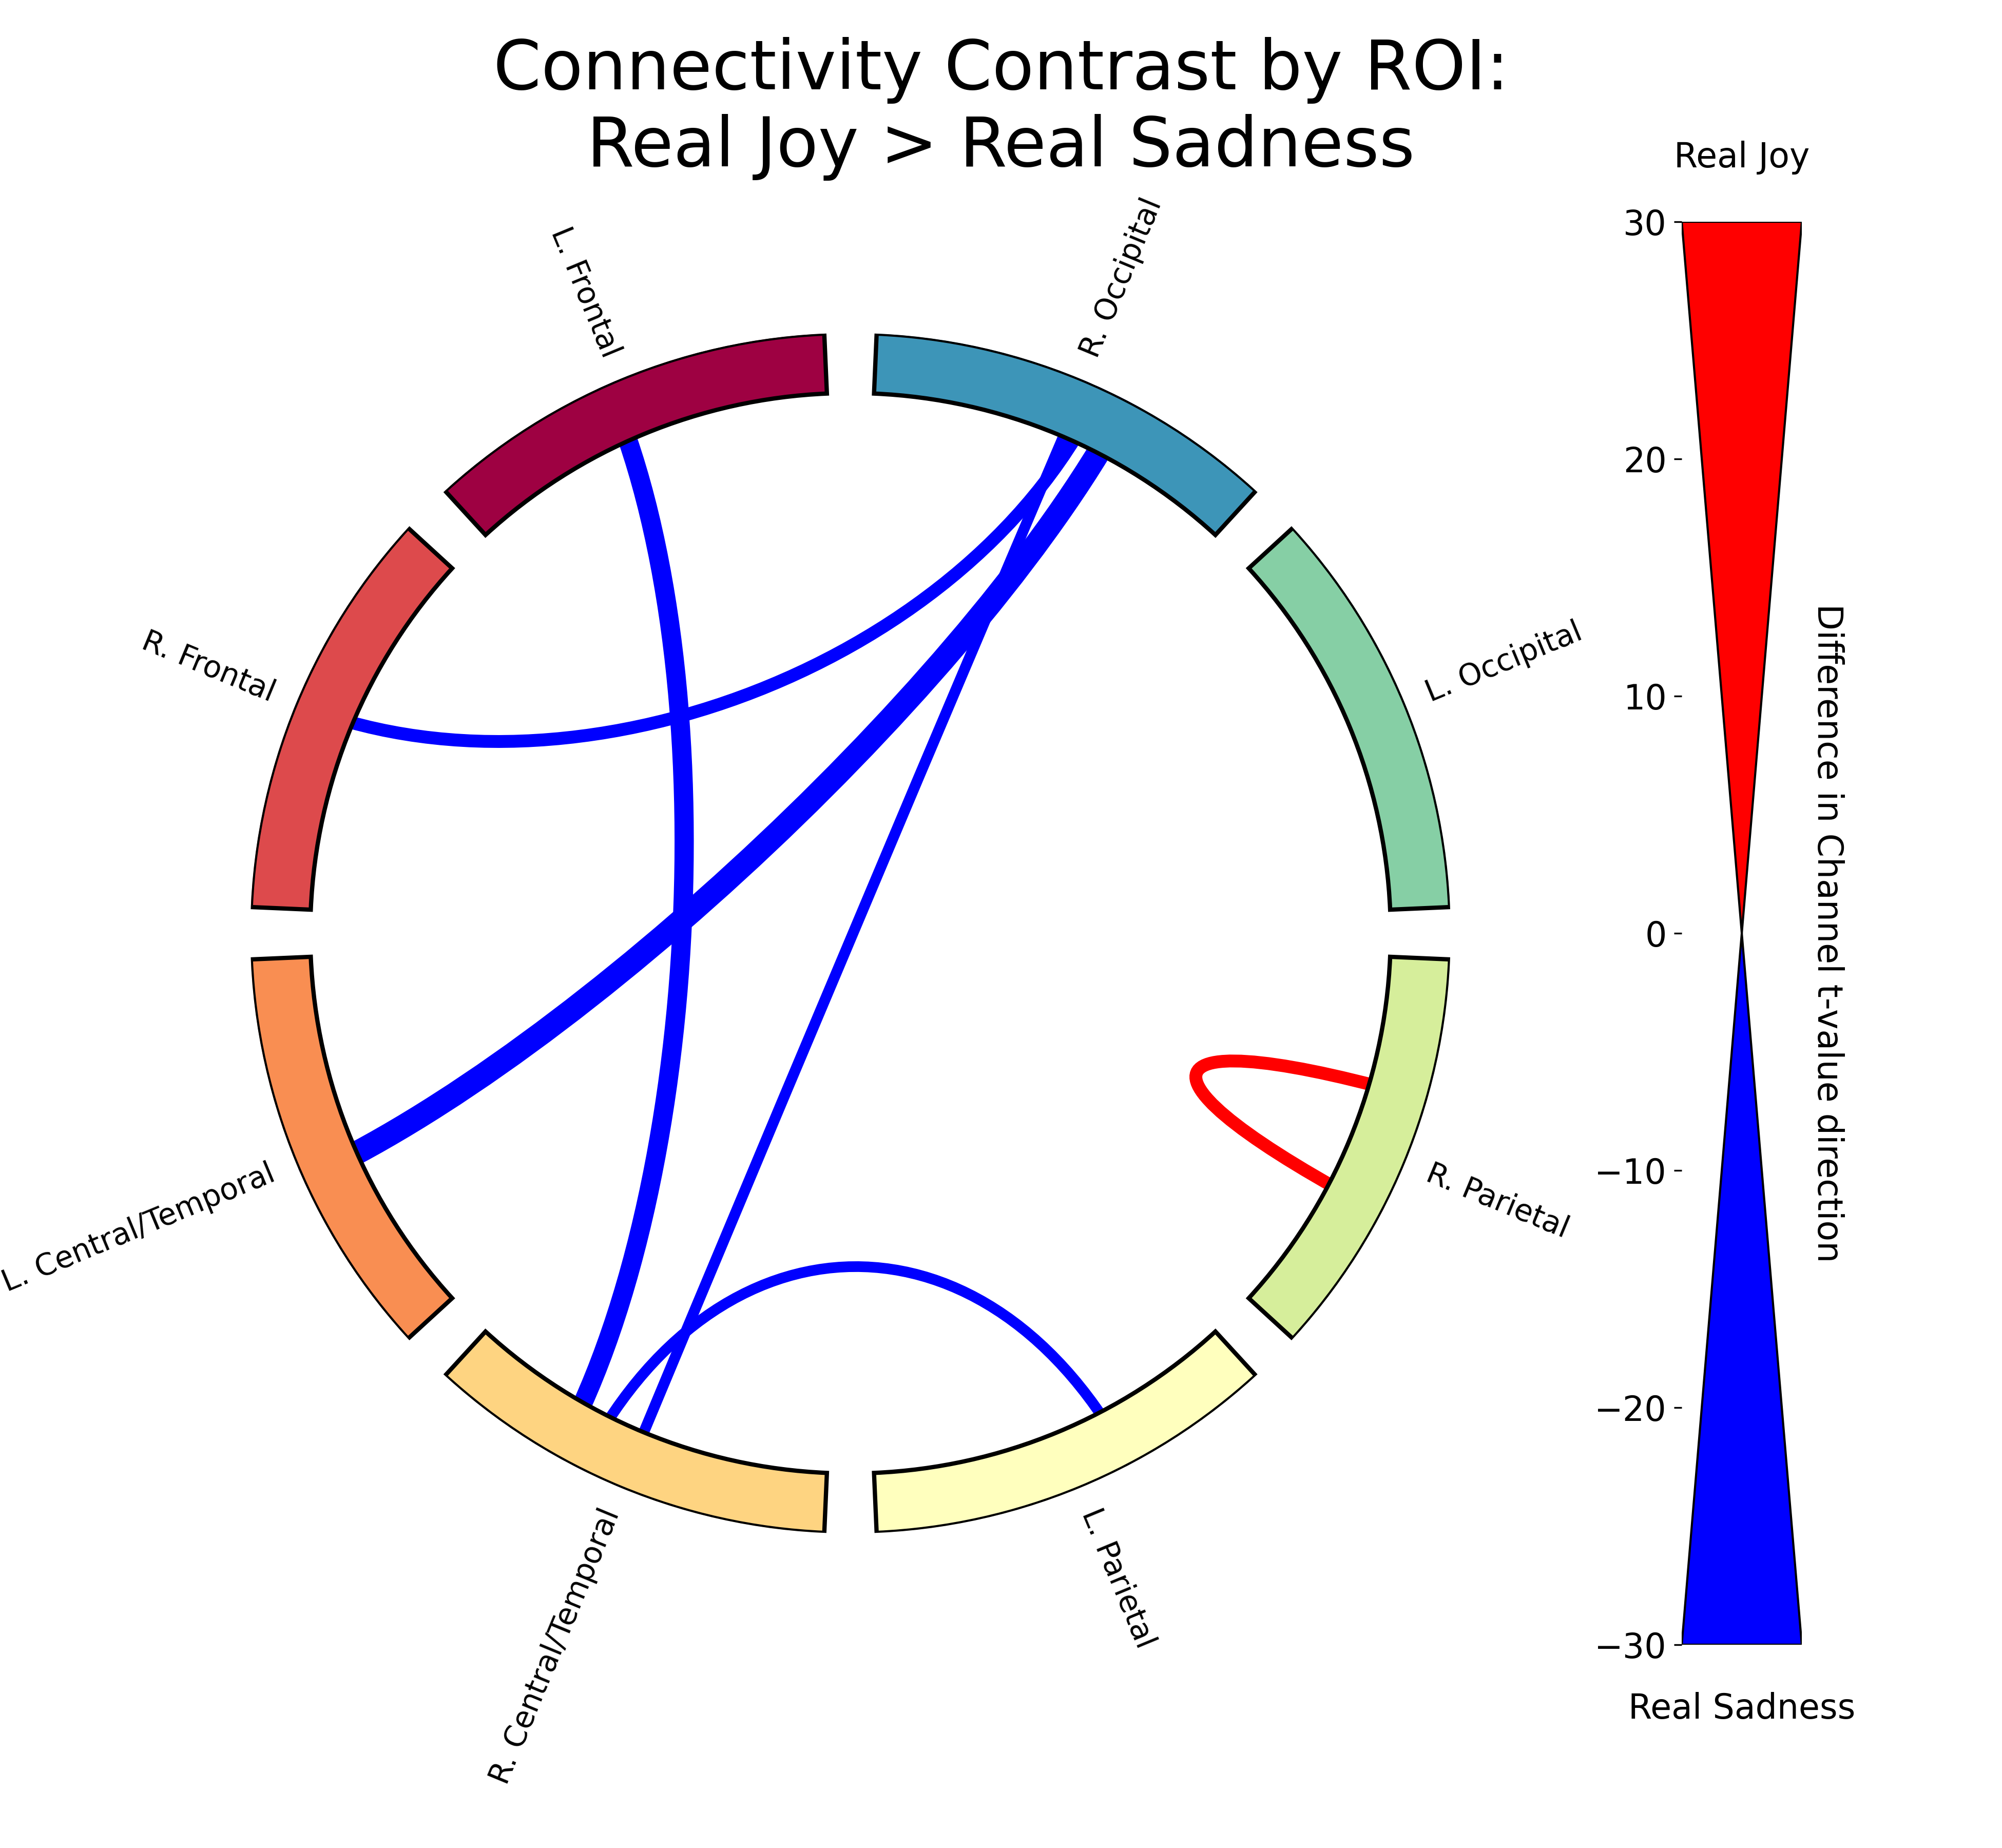 Connectivity Contrast by ROI:
Real Joy > Real Sadness
L. Frontal
R. Occipital
R. Frontal
L. Occipital
L. Central/Temporal
R. Parietal
R. Central/Temporal
L. Parietal
Real Joy
30
20
10
0
−10
−20
−30
Real Sadness
Difference in Channel t-value direction